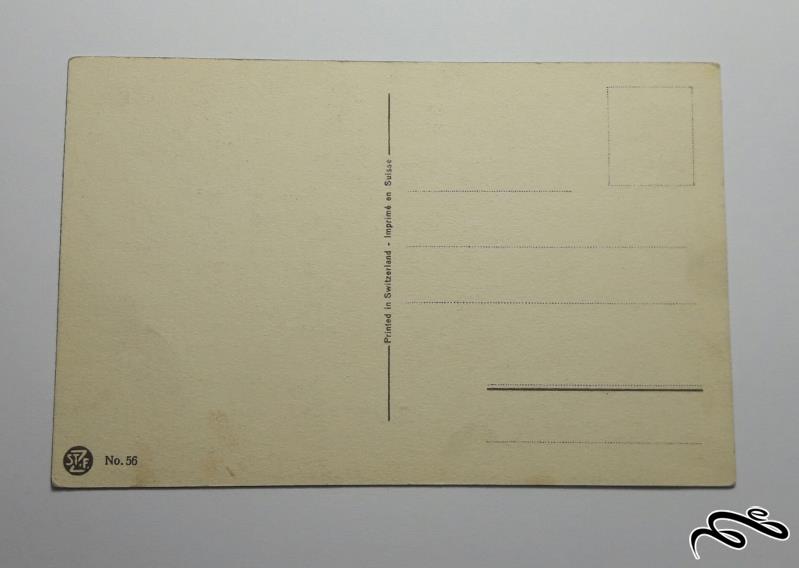 Printed in Switzerland - Imprimé en Suisse
No. 56